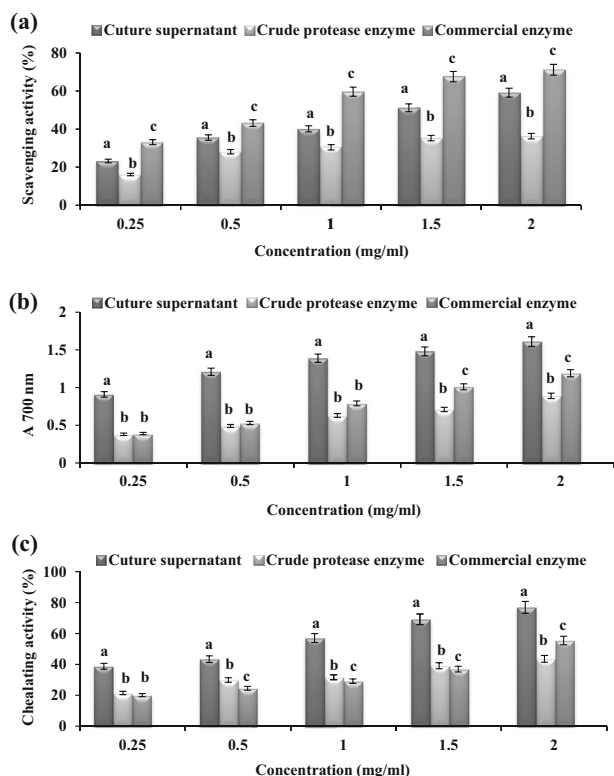 (a)
Cuture supernatant Crude protease enzyme Commercial enzyme
80
60
40
20
0
Scavenging activity (%)
a b c a b c a b c a b c a b c
0.25 0.5 1 1.5 2
Concentration (mg/ml)
(b)
Cuture supernatant Crude protease enzyme Commercial enzyme
2
1.5
1
0.5
0
A 700 nm
a b b a b b a b b a b c a b c
0.25 0.5 1 1.5 2
Concentration (mg/ml)
(c)
Cuture supernatant Crude protease enzyme Commercial enzyme
100
80
60
40
20
0
Chealating activity (%)
a b b a b c a b c a b c a b c
0.25 0.5 1 1.5 2
Concentration (mg/ml)